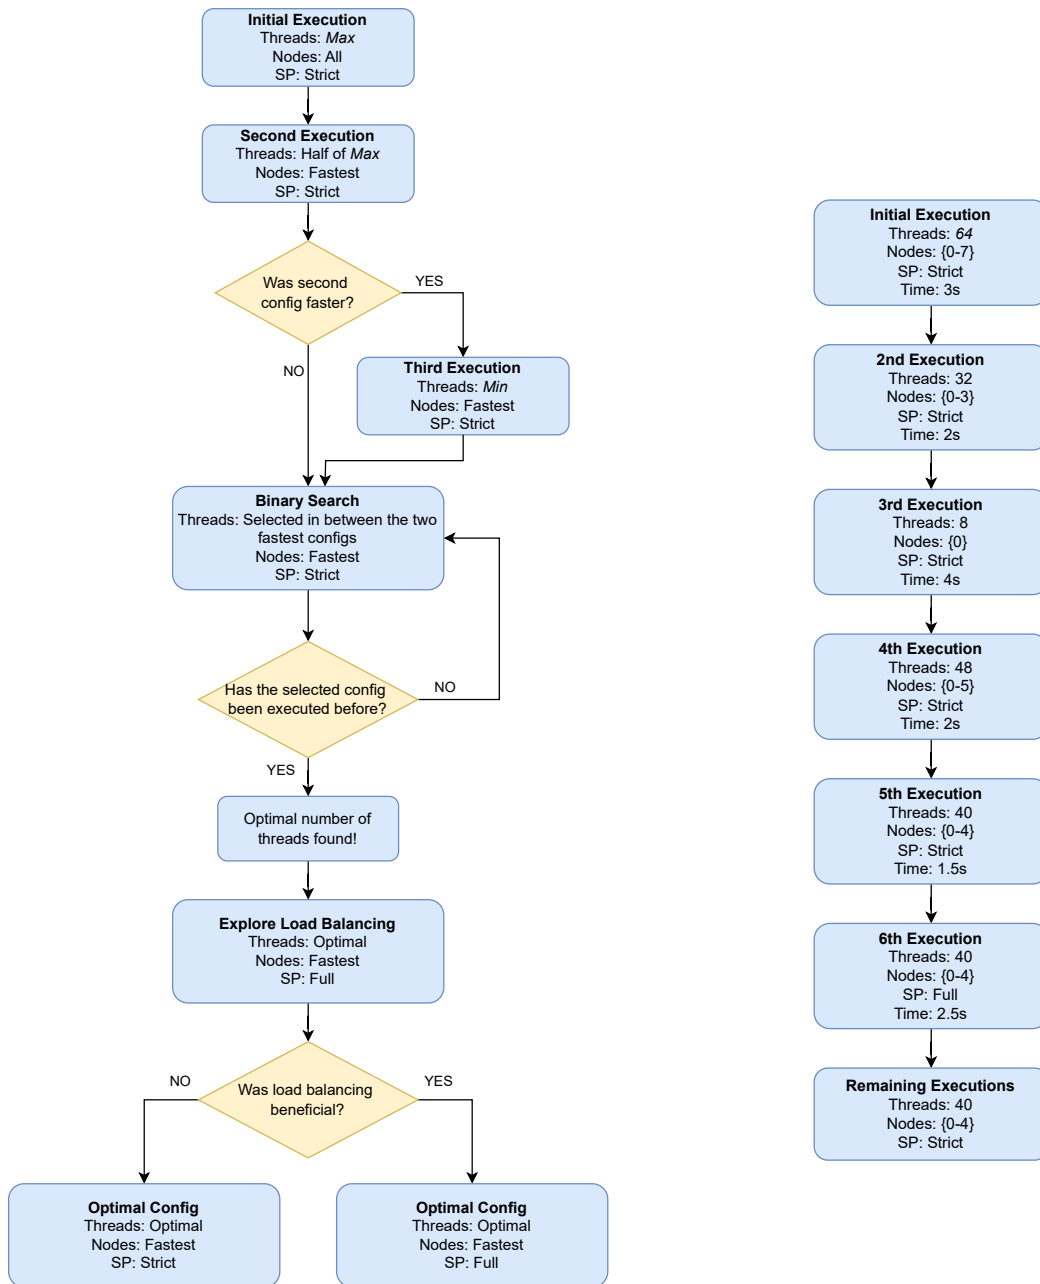 Initial Execution
Threads: Max
Nodes: All
SP: Strict
Second Execution
Threads: Half of Max
Nodes: Fastest
SP: Strict
Was second
config faster?
YES
NO
Third Execution
Threads: Min
Nodes: Fastest
SP: Strict
Binary Search
Threads: Selected in between the two
fastest configs
Nodes: Fastest
SP: Strict
Has the selected config
been executed before?
NO
YES
Optimal number of
threads found!
Explore Load Balancing
Threads: Optimal
Nodes: Fastest
SP: Full
Was load balancing
beneficial?
NO
YES
Optimal Config
Threads: Optimal
Nodes: Fastest
SP: Strict
Optimal Config
Threads: Optimal
Nodes: Fastest
SP: Full
Initial Execution
Threads: 64
Nodes: {0-7}
SP: Strict
Time: 3s
2nd Execution
Threads: 32
Nodes: {0-3}
SP: Strict
Time: 2s
3rd Execution
Threads: 8
Nodes: {0}
SP: Strict
Time: 4s
4th Execution
Threads: 48
Nodes: {0-5}
SP: Strict
Time: 2s
5th Execution
Threads: 40
Nodes: {0-4}
SP: Strict
Time: 1.5s
6th Execution
Threads: 40
Nodes: {0-4}
SP: Full
Time: 2.5s
Remaining Executions
Threads: 40
Nodes: {0-4}
SP: Strict